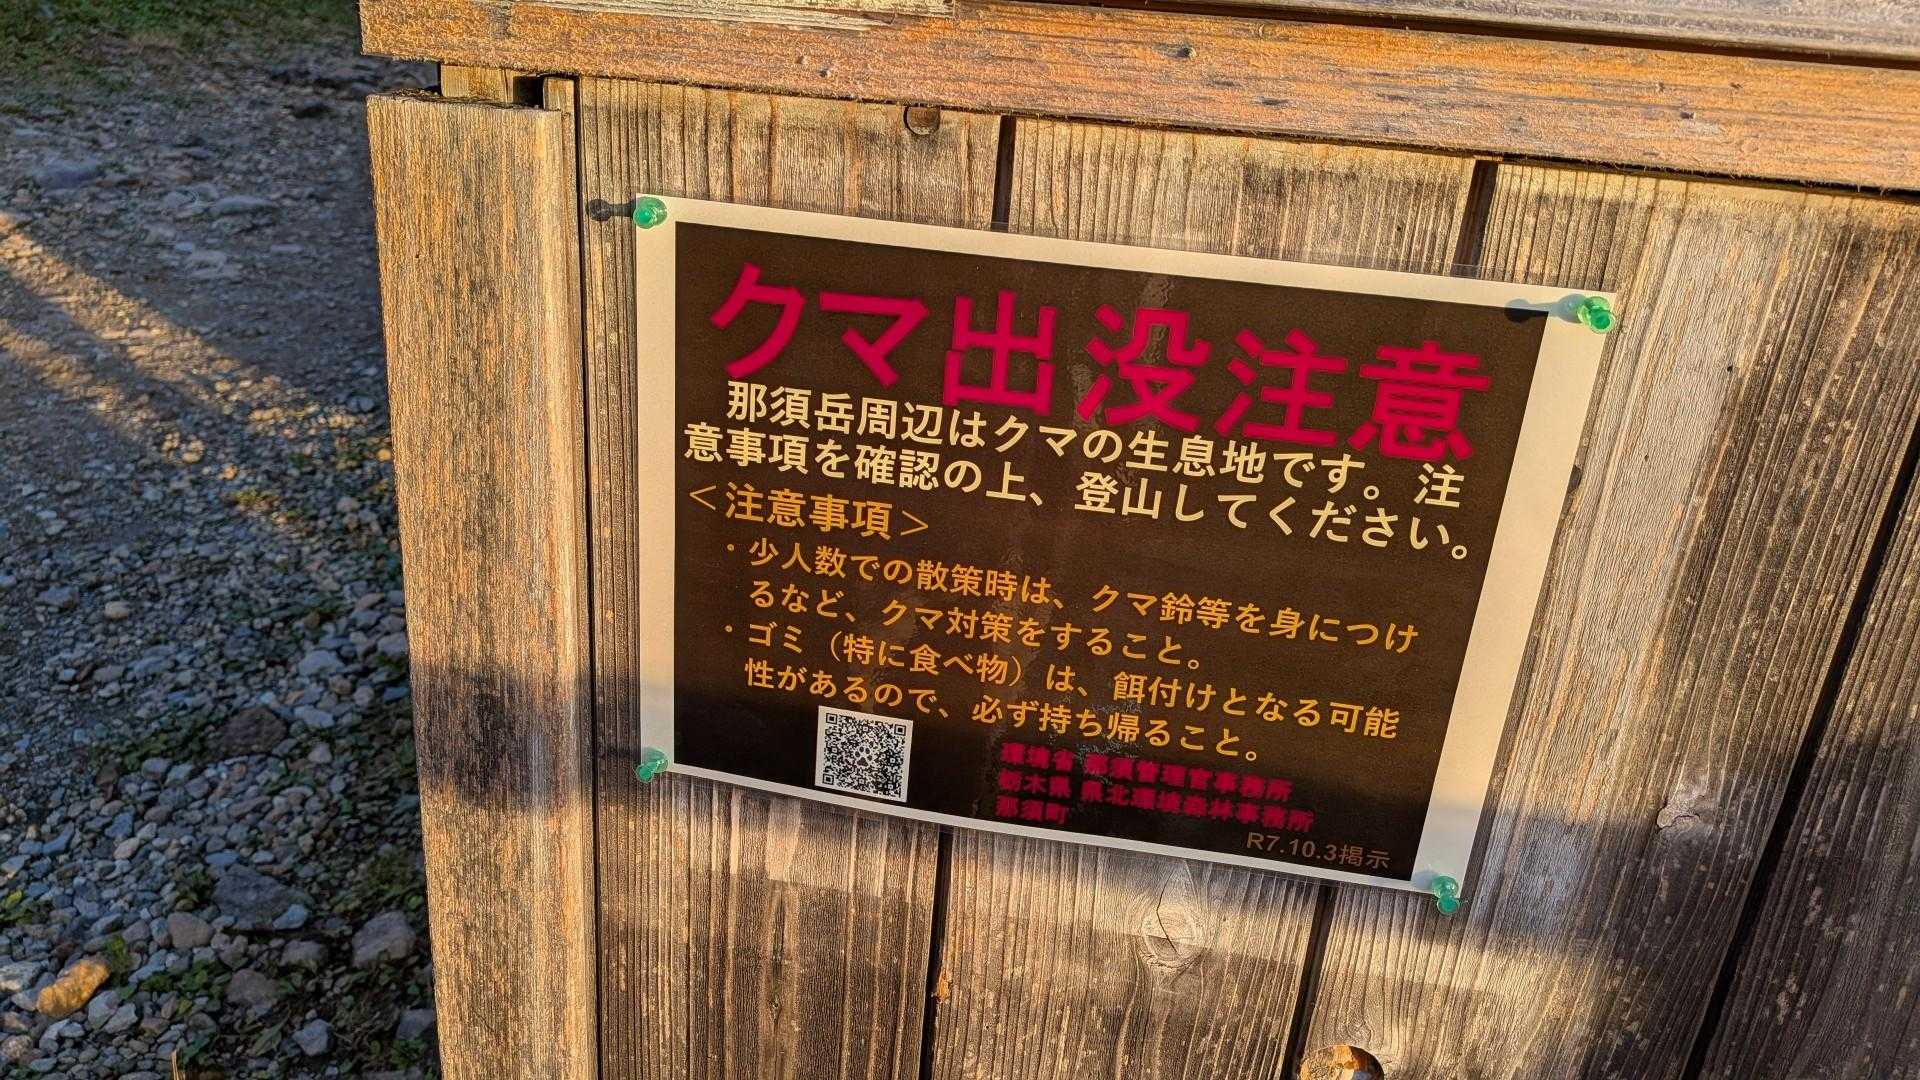 クマ出没注意
那須岳周辺はクマの生息地です。注
意事項を確認の上、登山してください。
＜注意事項＞
・少人数での散策時は、クマ鈴等を身につけ
るなど、クマ対策をすること。
・ゴミ（特に食べ物）は、餌付けとなる可能
性があるので、必ず持ち帰ること。
環境省 那須管理官事務所
栃木県 県北環境森林事務所
那須町
R7.10.3掲示